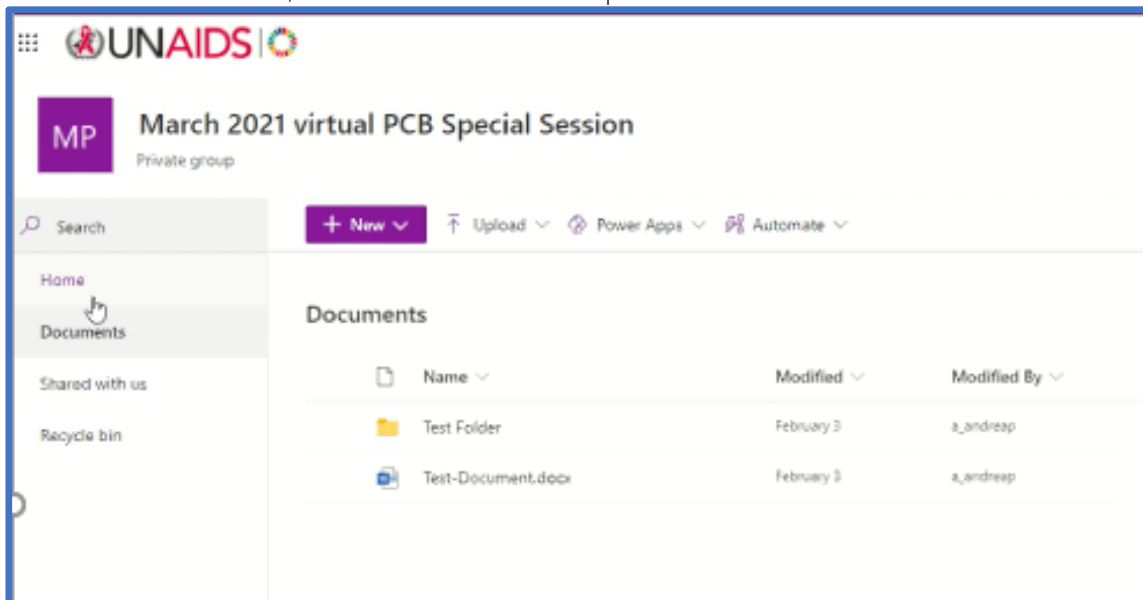 UNAIDS
MP
March 2021 virtual PCB Special Session
Private group
Search
+ New Upload Power Apps Automate
Home
Documents
Shared with us
Recycle bin
Documents
Name Modified Modified By
Test Folder February 3 a_andreap
Test-Document.docx February 3 a_andreap